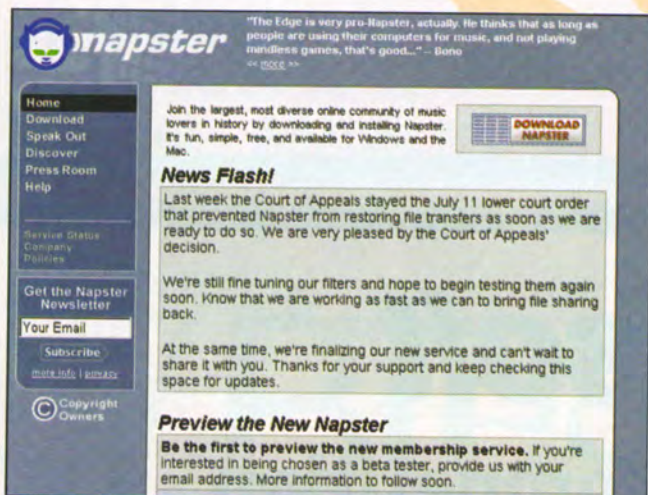 napster
"The Edge is very pro-Napster, actually. He thinks that as long as
people are using their computers for music, and not playing
mindless games, that's good..." -- Bono
<< more >>
Home
Download
Speak Out
Discover
Press Room
Help
Service Status
Company
Policies
Get the Napster
Newsletter
Your Email
Subscribe
more info | privacy
© Copyright
Owners
Join the largest, most diverse online community of music
lovers in history by downloading and installing Napster.
It's fun, simple, free, and available for Windows and the
Mac.
DOWNLOAD
NAPSTER
News Flash!
Last week the Court of Appeals stayed the July 11 lower court order
that prevented Napster from restoring file transfers as soon as we are
ready to do so. We are very pleased by the Court of Appeals'
decision.
We're still fine tuning our filters and hope to begin testing them again
soon. Know that we are working as fast as we can to bring file sharing
back.
At the same time, we're finalizing our new service and can't wait to
share it with you. Thanks for your support and keep checking this
space for updates.
Preview the New Napster
Be the first to preview the new membership service. If you're
interested in being chosen as a beta tester, provide us with your
email address. More information to follow soon.